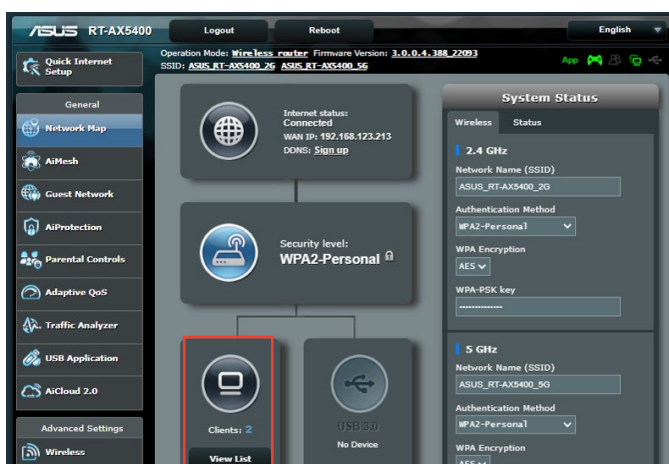 ASUS RT-AX5400
Logout
Reboot
English
Operation Mode: Wireless router Firmware Version: 3.0.0.4.388_22093
SSID: ASUS_RT-AX5400_2G ASUS_RT-AX5400_5G
App
Quick Internet
Setup
General
Network Map
AiMesh
Guest Network
AiProtection
Parental Controls
Adaptive QoS
Traffic Analyzer
USB Application
AiCloud 2.0
Advanced Settings
Wireless
Internet status:
Connected
WAN IP: 192.168.123.213
DDNS: Sign up
Security level:
WPA2-Personal
Clients: 2
View List
USB 3.0
No Device
System Status
Wireless
Status
2.4 GHz
Network Name (SSID)
ASUS_RT-AX5400_2G
Authentication Method
WPA2-Personal
WPA Encryption
AES
WPA-PSK key
5 GHz
Network Name (SSID)
ASUS_RT-AX5400_5G
Authentication Method
WPA2-Personal
WPA Encryption
AES